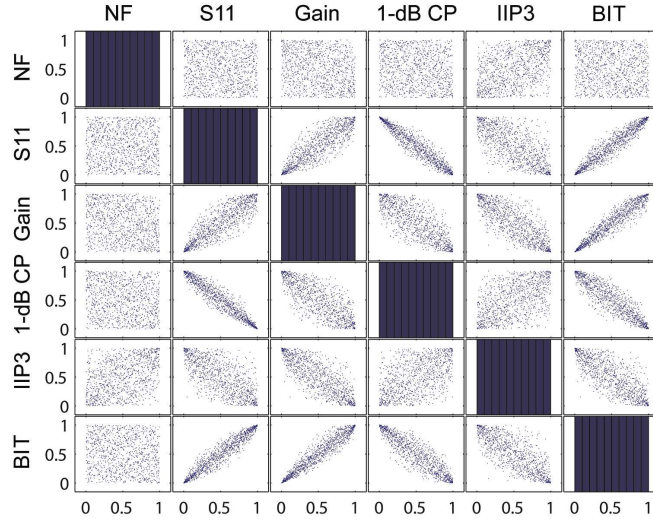 NF S11 Gain 1-dB CP IIP3 BIT
NF 1 0.5 0
S11 1 0.5 0
Gain 1 0.5 0
1-dB CP 1 0.5 0
IIP3 1 0.5 0
BIT 1 0.5 0
0 0.5 1 0 0.5 1 0 0.5 1 0 0.5 1 0 0.5 1 0 0.5 1